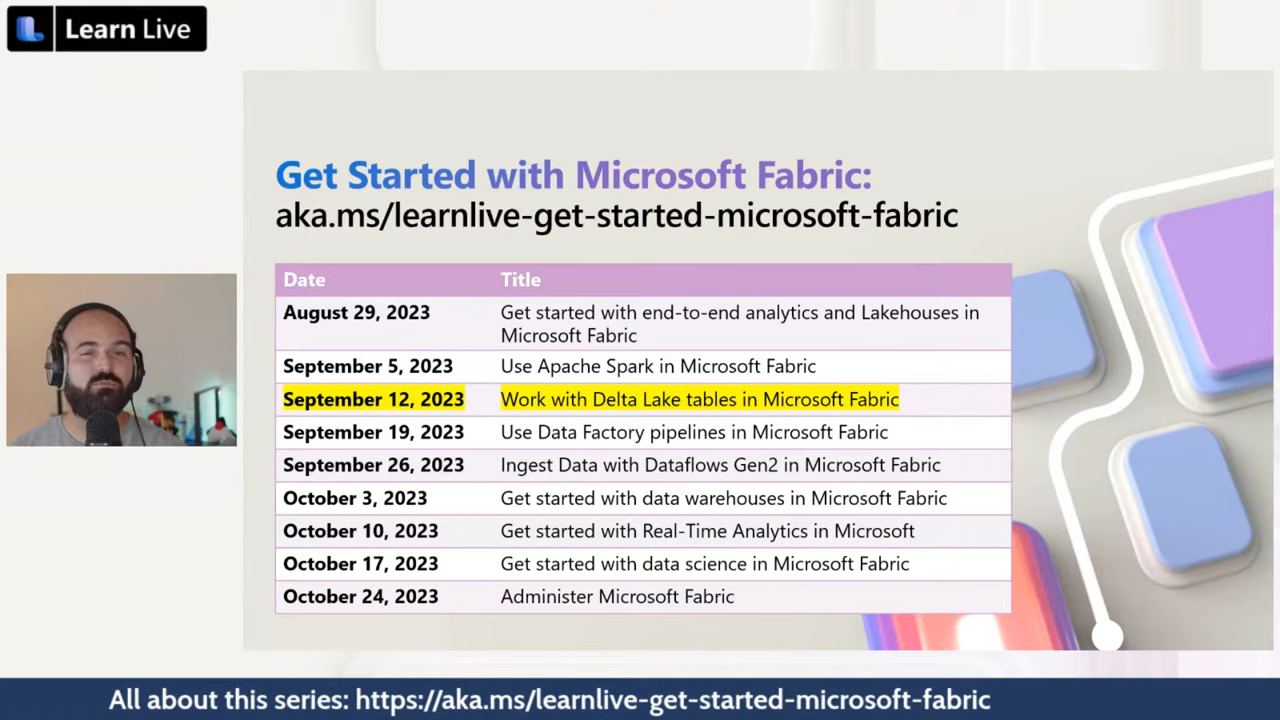 Learn Live
Get Started with Microsoft Fabric:
aka.ms/learnlive-get-started-microsoft-fabric
Date Title
August 29, 2023 Get started with end-to-end analytics and Lakehouses in
Microsoft Fabric
September 5, 2023 Use Apache Spark in Microsoft Fabric
September 12, 2023 Work with Delta Lake tables in Microsoft Fabric
September 19, 2023 Use Data Factory pipelines in Microsoft Fabric
September 26, 2023 Ingest Data with Dataflows Gen2 in Microsoft Fabric
October 3, 2023 Get started with data warehouses in Microsoft Fabric
October 10, 2023 Get started with Real-Time Analytics in Microsoft
October 17, 2023 Get started with data science in Microsoft Fabric
October 24, 2023 Administer Microsoft Fabric
All about this series: https://aka.ms/learnlive-get-started-microsoft-fabric